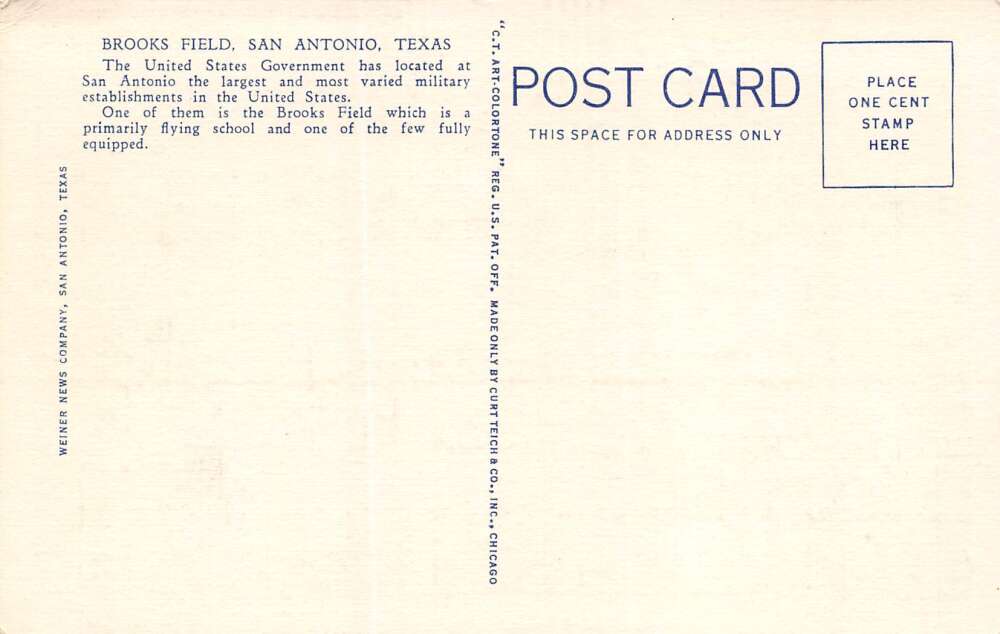 BROOKS FIELD, SAN ANTONIO, TEXAS
The United States Government has located at
San Antonio the largest and most varied military
establishments in the United States.
One of them is the Brooks Field which is a
primarily flying school and one of the few fully
equipped.
WEINER NEWS COMPANY, SAN ANTONIO, TEXAS
"C.T. ART-COLORTONE" REG. U.S. PAT. OFF. MADE ONLY BY CURT TEICH & CO., INC., CHICAGO
POST CARD
THIS SPACE FOR ADDRESS ONLY
PLACE
ONE CENT
STAMP
HERE